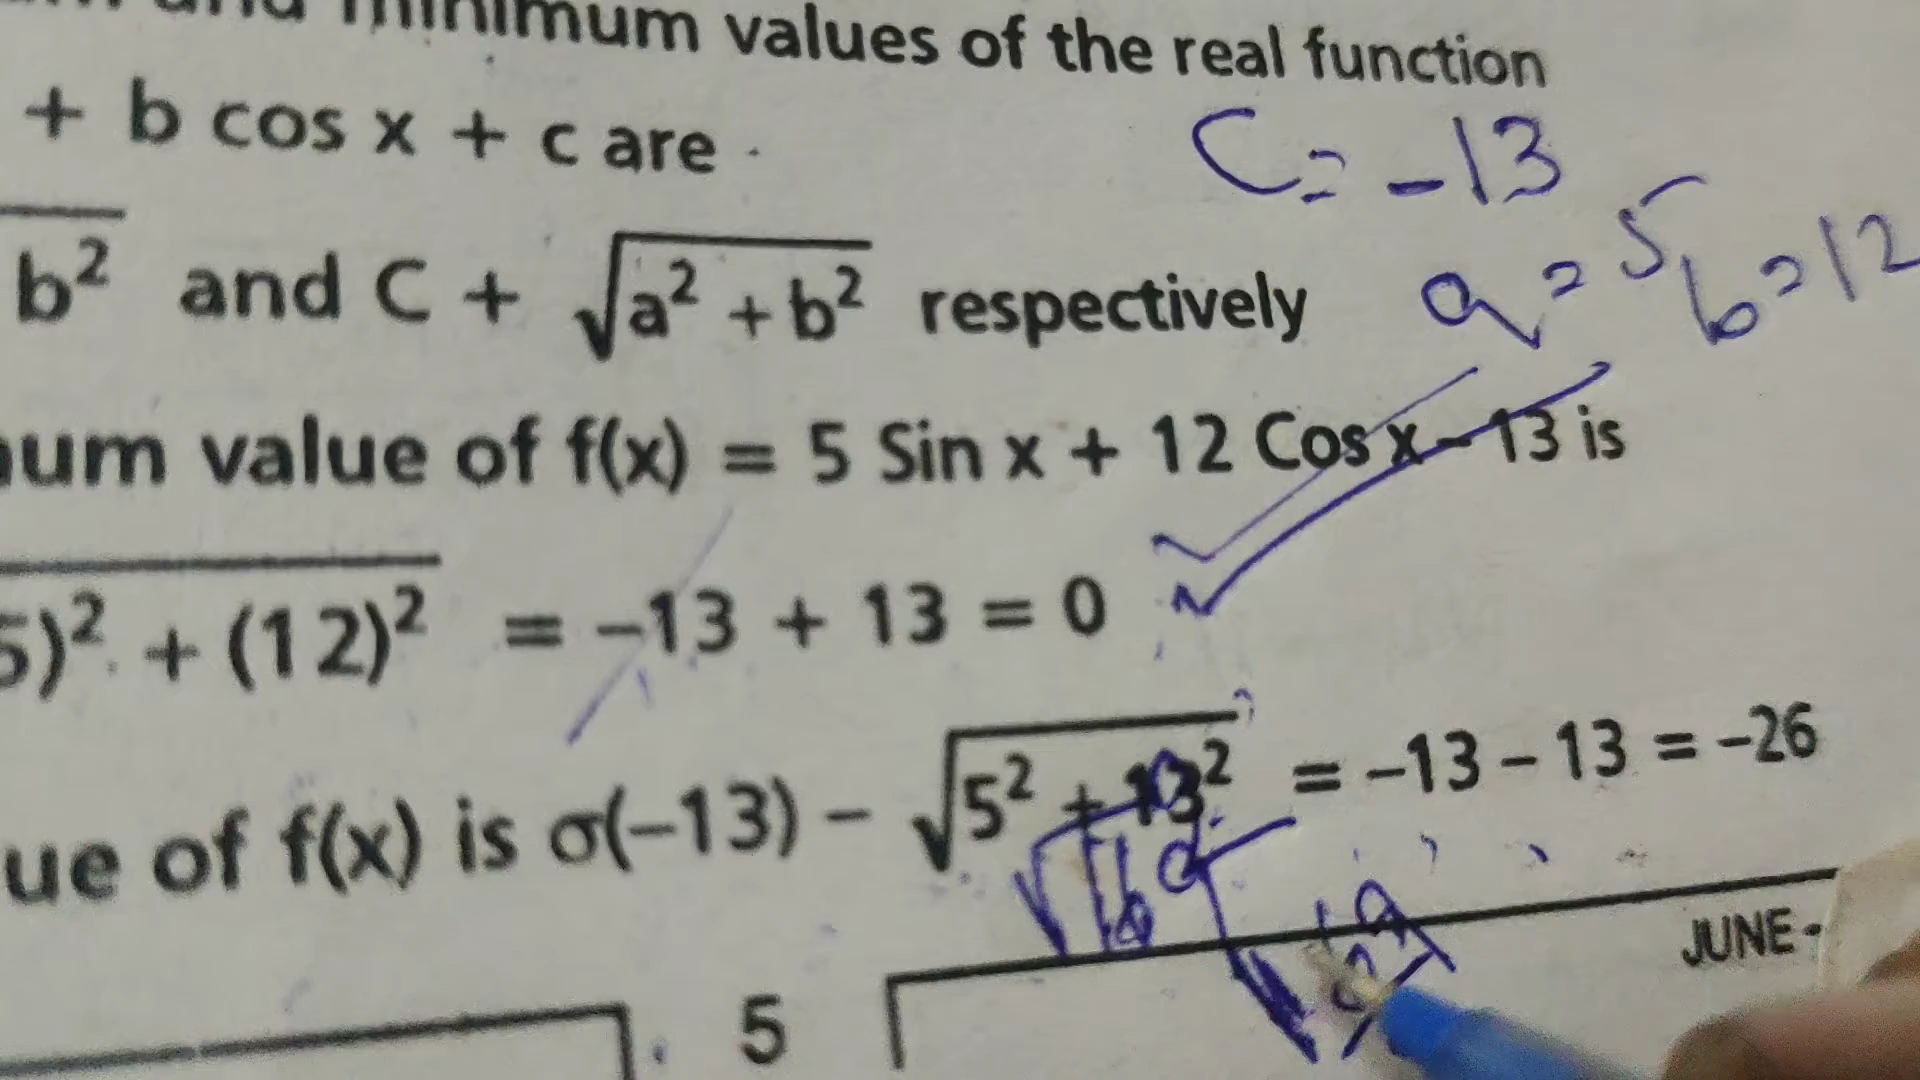 minimum values of the real function
+ b cos x + c are
C = -13
b² and C + √a² + b² respectively
a = 5 b = 12
um value of f(x) = 5 Sin x + 12 Cos x – 13 is
5)² + (12)² = –13 + 13 = 0
ue of f(x) is σ(–13) – √5² + 13² = –13 – 13 = –26
JUNE -
5